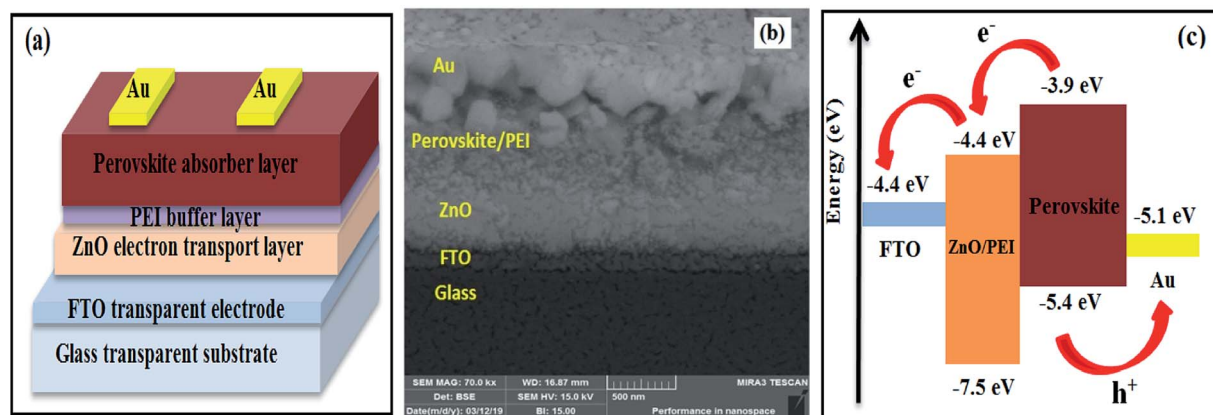 (a)
Au
Au
Perovskite absorber layer
PEI buffer layer
ZnO electron transport layer
FTO transparent electrode
Glass transparent substrate
(b)
Au
Perovskite/PEI
ZnO
FTO
Glass
SEM MAG: 70.0 kx
WD: 16.87 mm
MIRA3 TESCAN
Det: BSE
SEM HV: 15.0 kV
500 nm
Date(m/d/y): 03/12/19
BI: 15.00
Performance in nanospace
(c)
Energy (eV)
e-
e-
-3.9 eV
-4.4 eV
-4.4 eV
Perovskite
-5.1 eV
FTO
ZnO/PEI
Au
-5.4 eV
h+
-7.5 eV